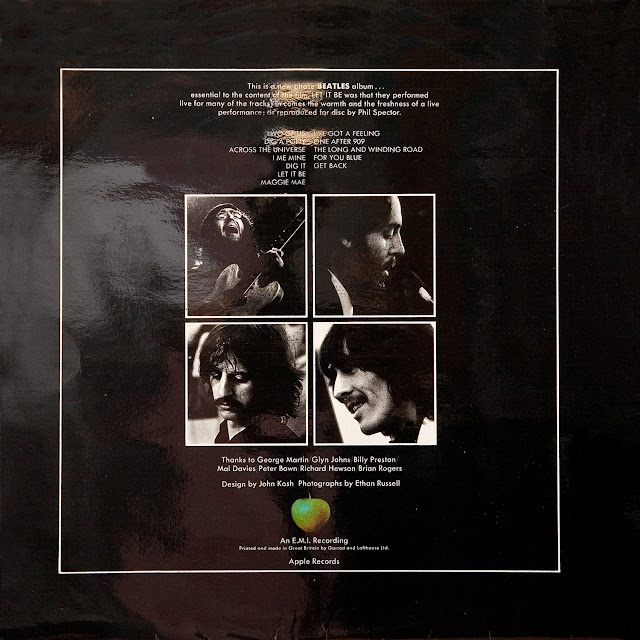 This is a new phase BEATLES album . . .
essential to the content of the film, LET IT BE was that they performed
live for many of the tracks; in comes the warmth and the freshness of a live
performance; as reproduced for disc by Phil Spector.
TWO OF US
DIG A PONY
ACROSS THE UNIVERSE
I ME MINE
DIG IT
LET IT BE
MAGGIE MAE
I'VE GOT A FEELING
ONE AFTER 909
THE LONG AND WINDING ROAD
FOR YOU BLUE
GET BACK
Thanks to George Martin Glyn Johns Billy Preston
Mal Davies Peter Bown Richard Hewson Brian Rogers
Design by John Kosh Photographs by Ethan Russell
An E.M.I. Recording
Printed and made in Great Britain by Garrod and Lofthouse Ltd.
Apple Records